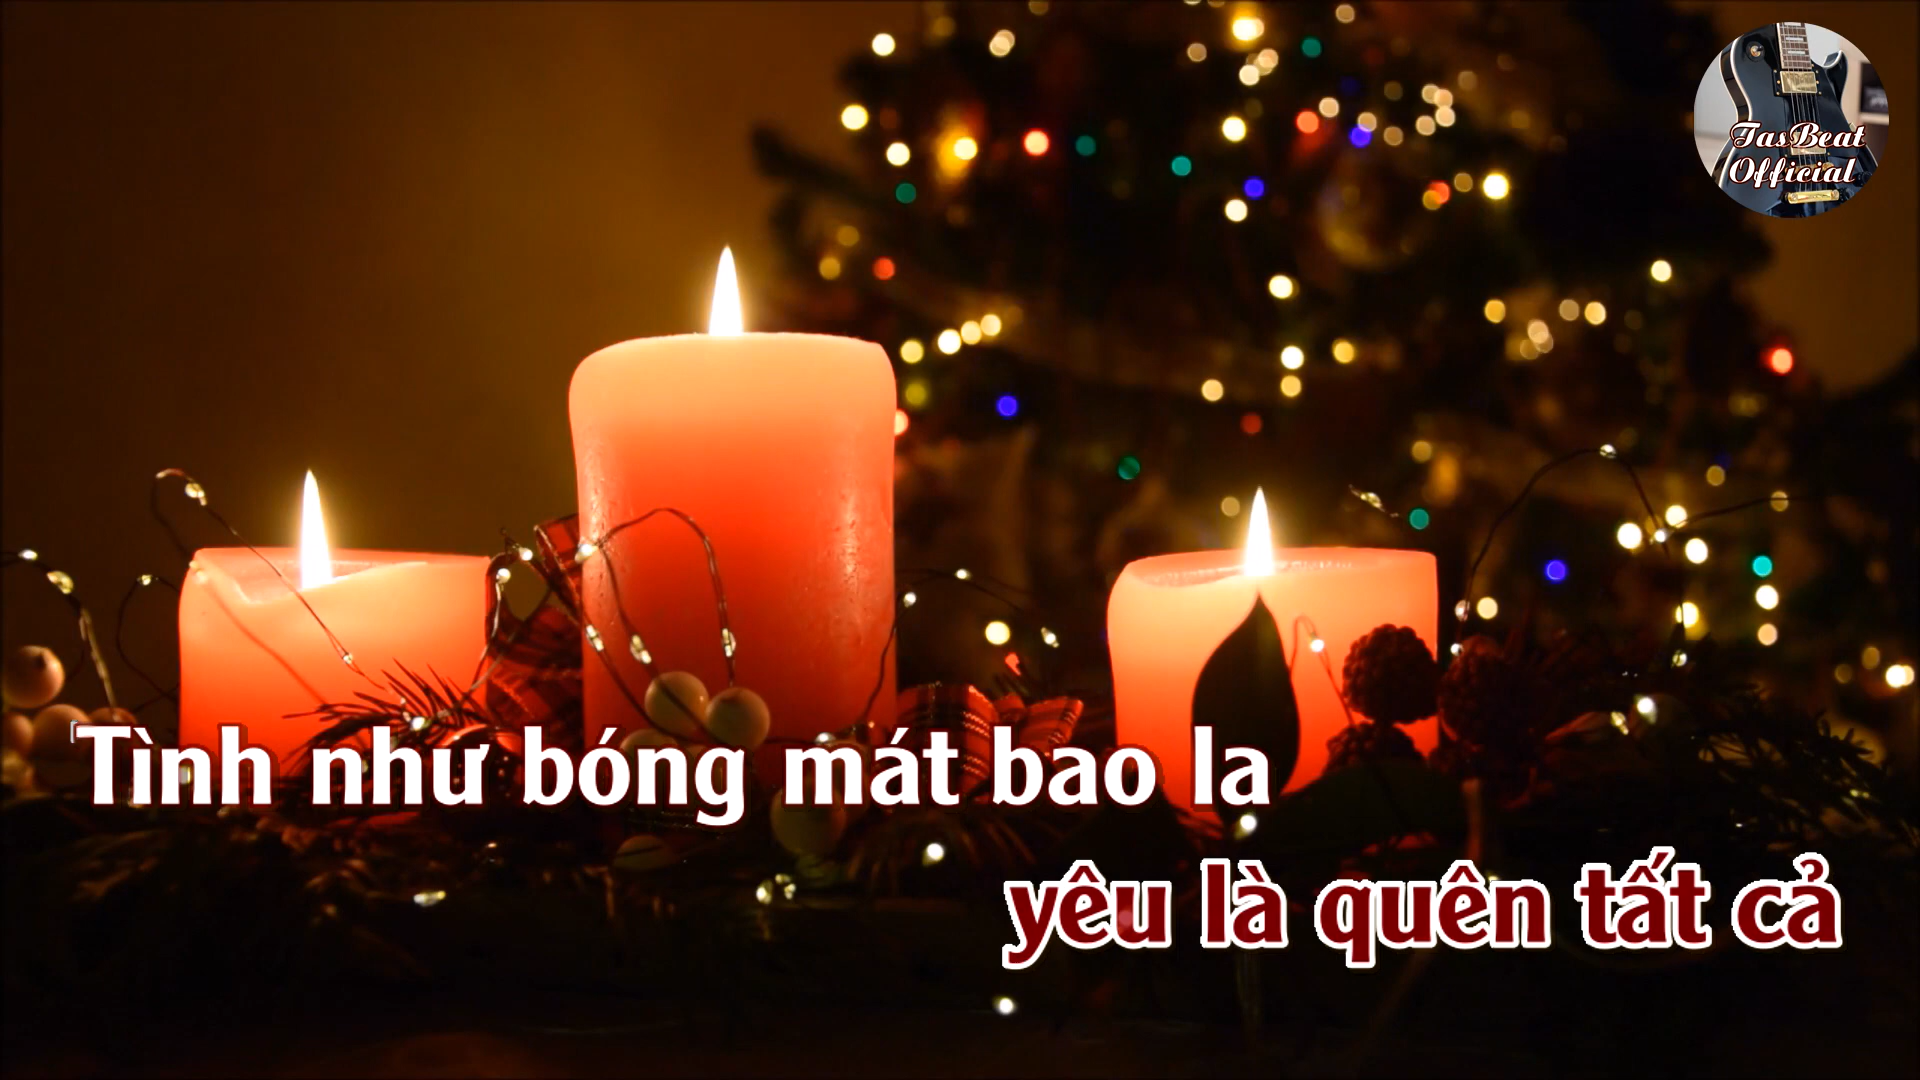 TasBeat
Official
Tình như bóng mát bao la
yêu là quên tất cả